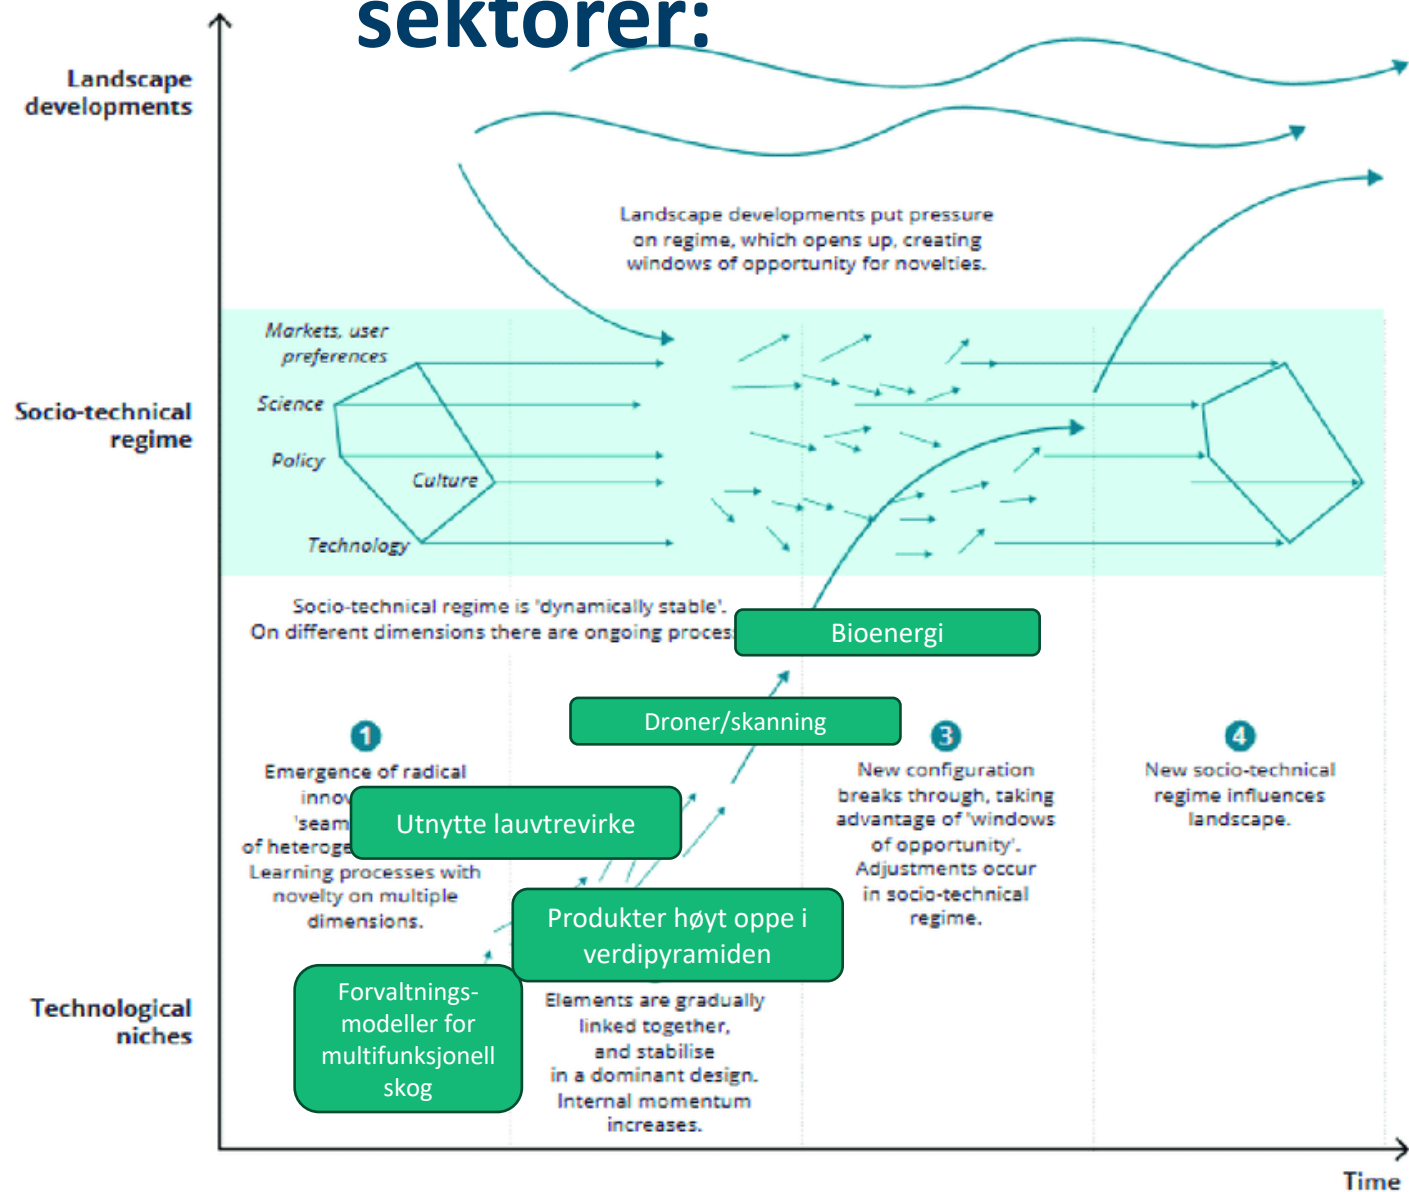 sektorer:
Landscape
developments
Landscape developments put pressure
on regime, which opens up, creating
windows of opportunity for novelties.
Socio-technical
regime
Markets, user
preferences
Science
Policy
Culture
Technology
Socio-technical regime is 'dynamically stable'.
On different dimensions there are ongoing
Bioenergi
Droner/skanning
1
Emergence of radical
Utnytte lauvtrevirke
of
Learning processes with
novelty on multiple
dimensions.
Produkter høyt oppe i
verdipyramiden
Forvaltnings-
modeller for
multifunksjonell
skog
Elements are gradually
linked together,
and stabilise
in a dominant design.
Internal momentum
increases.
3
New configuration
breaks through, taking
advantage of 'windows
of opportunity'.
Adjustments occur
in socio-technical
regime.
4
New socio-technical
regime influences
landscape.
Technological
niches
Time